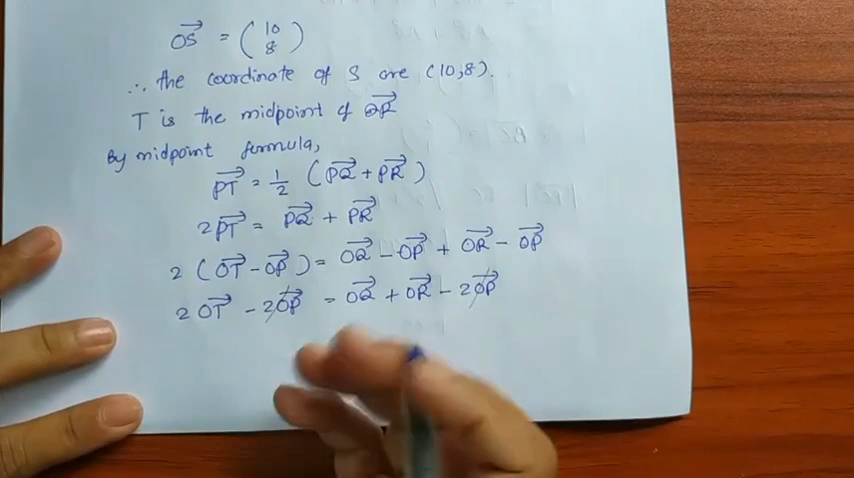 OS⃗ = (10 8)
∴ the coordinate of S are (10,8).
T is the midpoint of QR⃗
By midpoint formula,
PT⃗ = 1/2 (PQ⃗ + PR⃗)
2PT⃗ = PQ⃗ + PR⃗
2 (OT⃗ - OP⃗) = OQ⃗ - OP⃗ + OR⃗ - OP⃗
2 OT⃗ - 2OP⃗ = OQ⃗ + OR⃗ - 2OP⃗